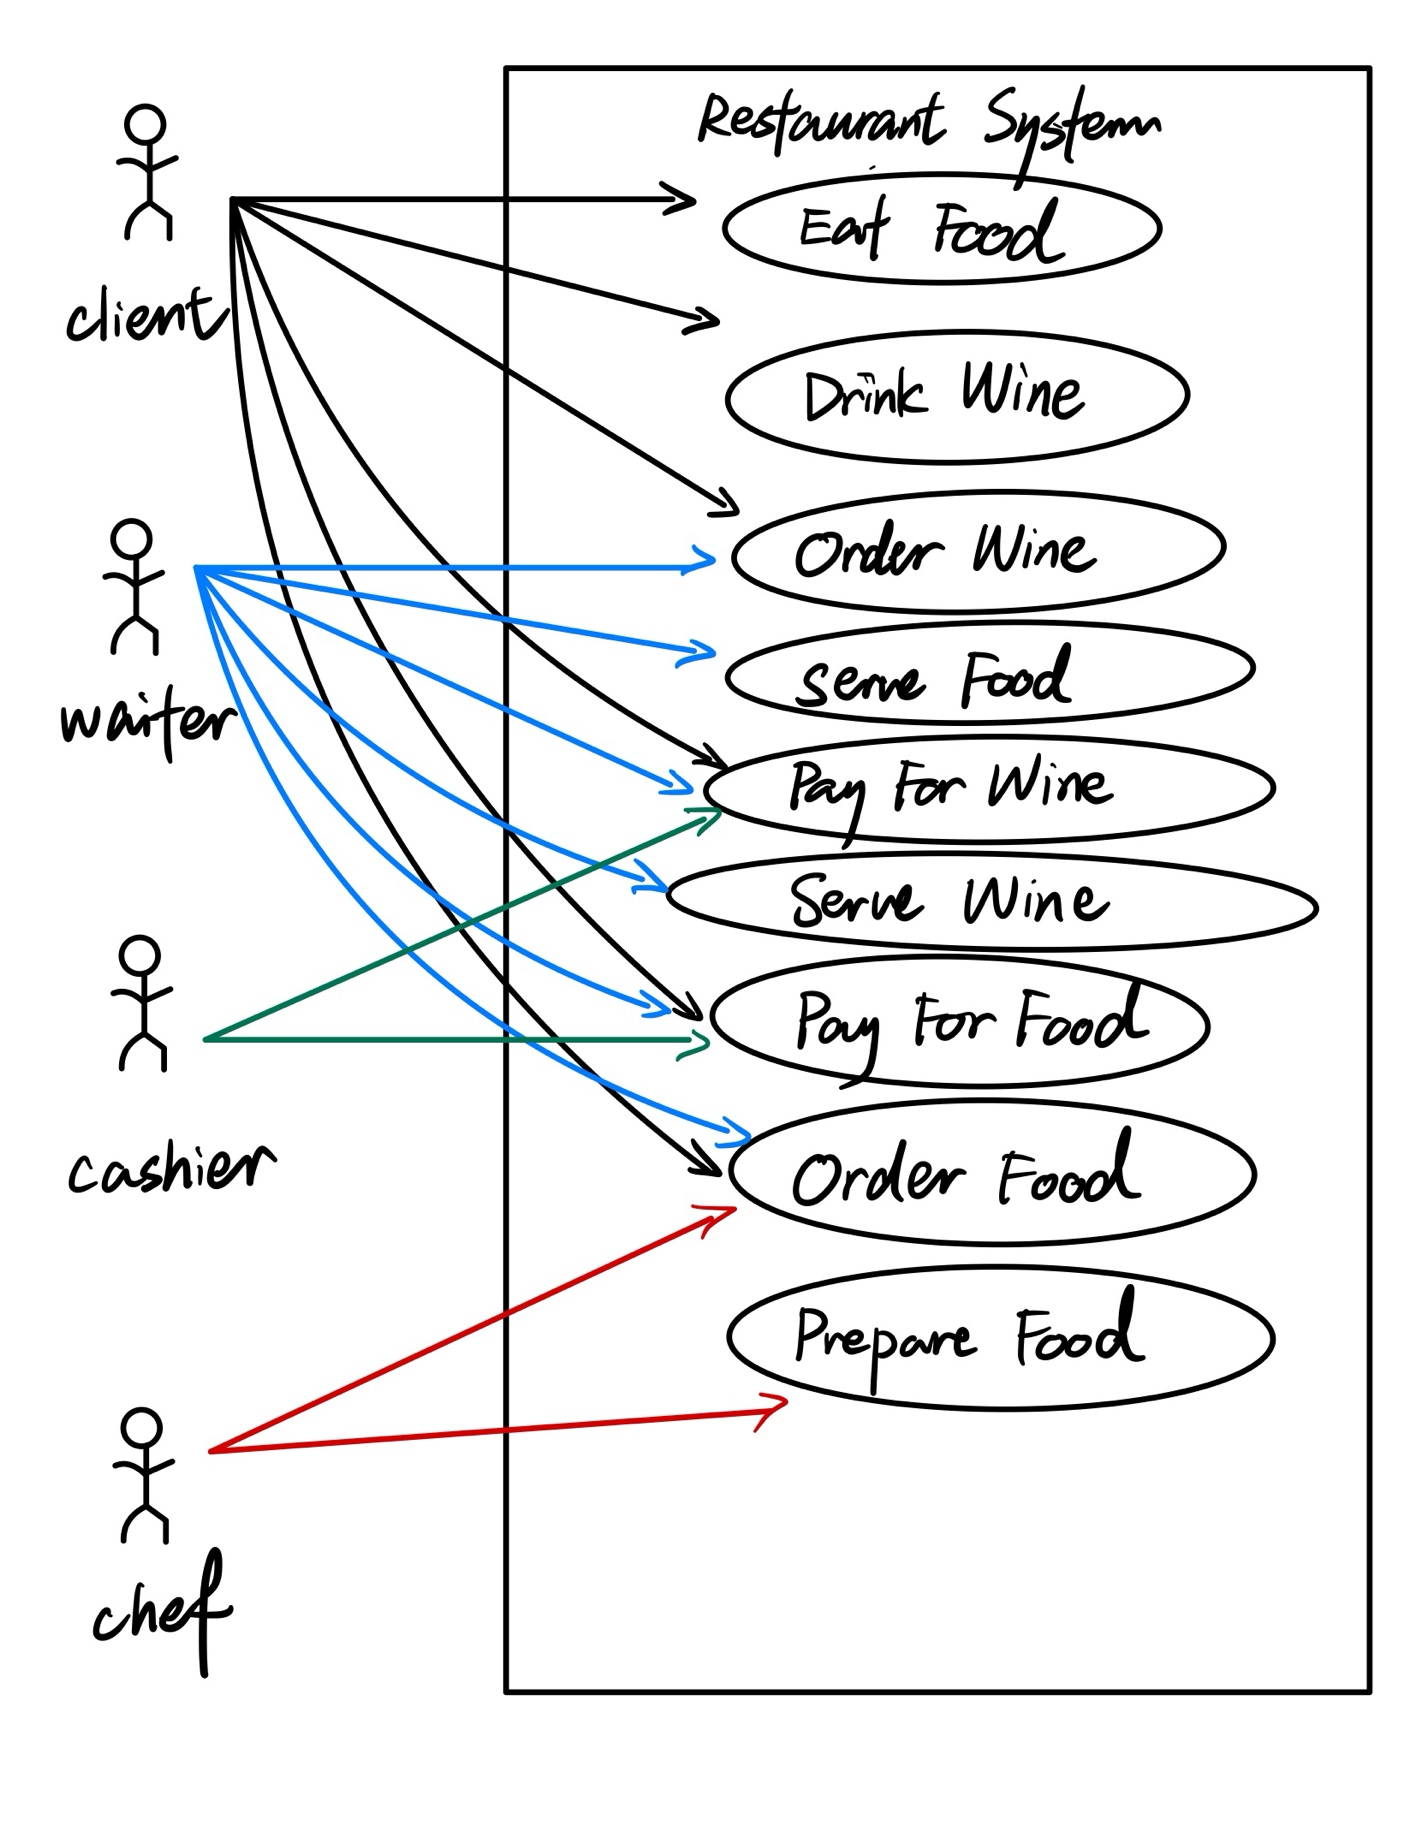 Restaurant System
client
Eat Food
Drink Wine
Order Wine
waiter
serve Food
Pay For Wine
Serve Wine
cashier
Pay For Food
Order Food
Prepare Food
chef